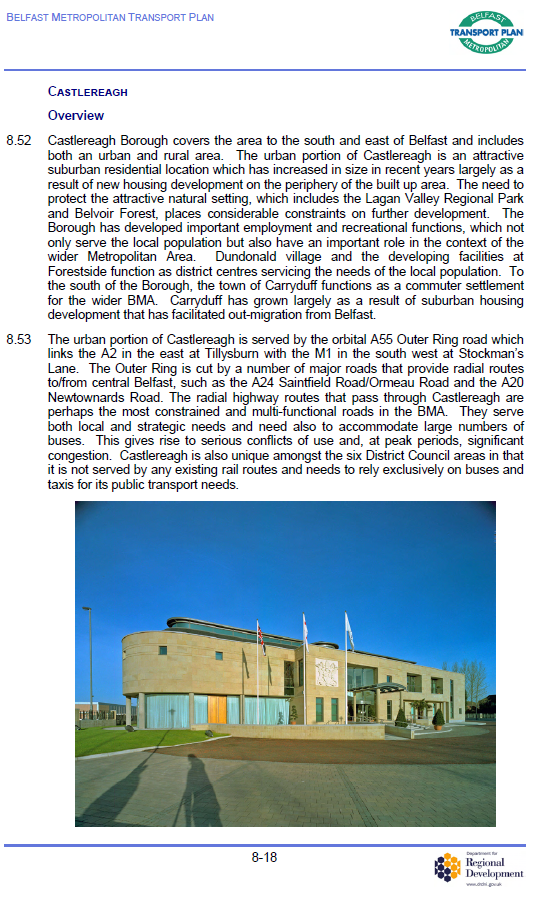 BELFAST METROPOLITAN TRANSPORT PLAN
BELFAST
TRANSPORT PLAN
METROPOLITAN
CASTLEREAGH
Overview
8.52 Castlereagh Borough covers the area to the south and east of Belfast and includes
both an urban and rural area. The urban portion of Castlereagh is an attractive
suburban residential location which has increased in size in recent years largely as a
result of new housing development on the periphery of the built up area. The need to
protect the attractive natural setting, which includes the Lagan Valley Regional Park
and Belvoir Forest, places considerable constraints on further development. The
Borough has developed important employment and recreational functions, which not
only serve the local population but also have an important role in the context of the
wider Metropolitan Area. Dundonald village and the developing facilities at
Forestside function as district centres servicing the needs of the local population. To
the south of the Borough, the town of Carryduff functions as a commuter settlement
for the wider BMA. Carryduff has grown largely as a result of suburban housing
development that has facilitated out-migration from Belfast.
8.53 The urban portion of Castlereagh is served by the orbital A55 Outer Ring road which
links the A2 in the east at Tillysburn with the M1 in the south west at Stockman's
Lane. The Outer Ring is cut by a number of major roads that provide radial routes
to/from central Belfast, such as the A24 Saintfield Road/Ormeau Road and the A20
Newtownards Road. The radial highway routes that pass through Castlereagh are
perhaps the most constrained and multi-functional roads in the BMA. They serve
both local and strategic needs and need also to accommodate large numbers of
buses. This gives rise to serious conflicts of use and, at peak periods, significant
congestion. Castlereagh is also unique amongst the six District Council areas in that
it is not served by any existing rail routes and needs to rely exclusively on buses and
taxis for its public transport needs.
8-18
Department for
Regional
Development
www.drdni.gov.uk